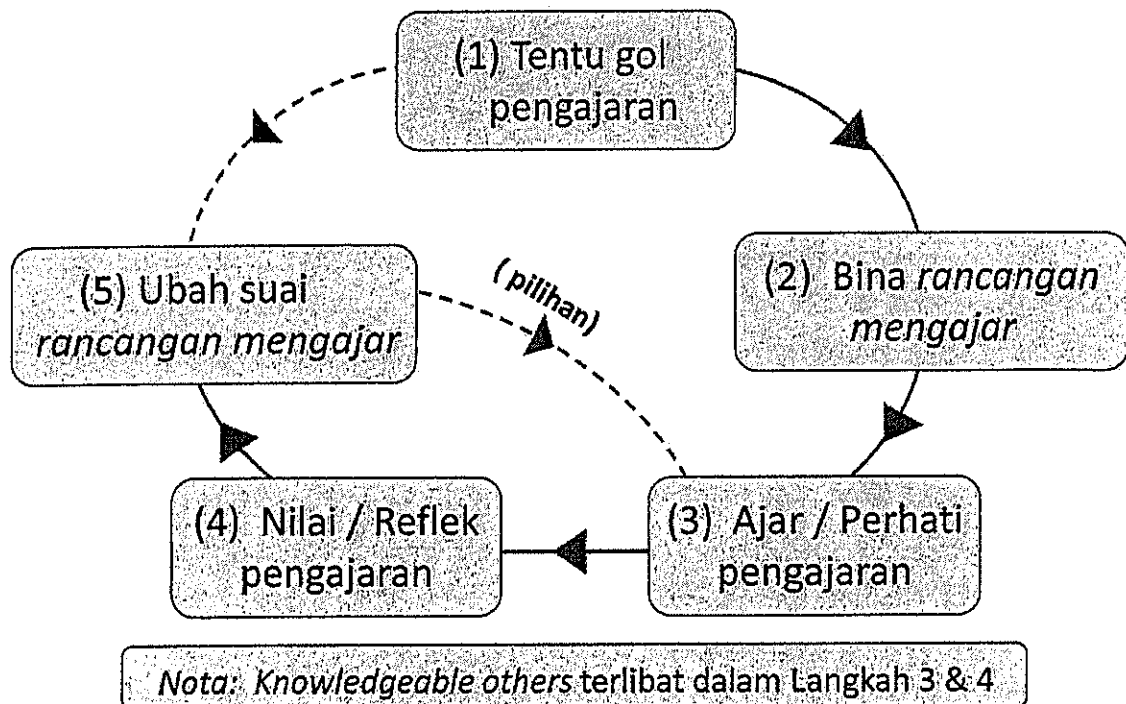 (1) Tentu gol
pengajaran
(2) Bina rancangan
mengajar
(3) Ajar / Perhati
pengajaran
(4) Nilai / Reflek
pengajaran
(5) Ubah suai
rancangan mengajar
( pilihan)
Nota: Knowledgeable others terlibat dalam Langkah 3 & 4